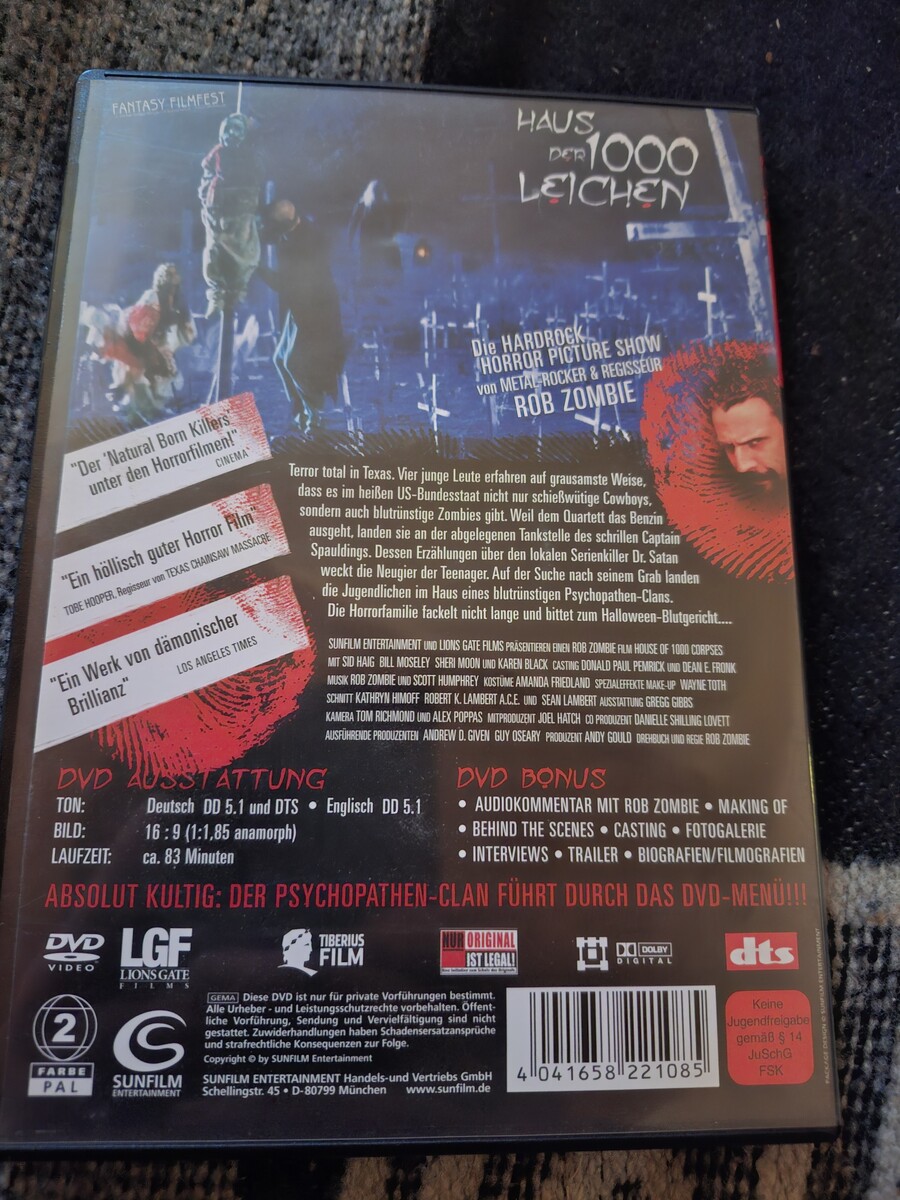 FANTASY FILMFEST
HAUS
DER 1000
LEICHEN
Die HARDROCK
HORROR PICTURE SHOW
von METAL-ROCKER & REGISSEUR
ROB ZOMBIE
"Der 'Natural Born Killers'
unter den Horrorfilmen!"
CINEMA
"Ein höllisch guter Horror Film"
TOBE HOOPER, Regisseur von TEXAS CHAINSAW MASSACRE
"Ein Werk von dämonischer
Brillianz"
LOS ANGELES TIMES
Terror total in Texas. Vier junge Leute erfahren auf grausamste Weise,
dass es im heißen US-Bundesstaat nicht nur schießwütige Cowboys,
sondern auch blutrünstige Zombies gibt. Weil dem Quartett das Benzin
ausgeht, landen sie an der abgelegenen Tankstelle des schrillen Captain
Spauldings. Dessen Erzählungen über den lokalen Serienkiller Dr. Satan
weckt die Neugier der Teenager. Auf der Suche nach seinem Grab landen
die Jugendlichen im Haus eines blutrünstigen Psychopathen-Clans.
Die Horrorfamilie fackelt nicht lange und bittet zum Halloween-Blutgericht....
SUNFILM ENTERTAINMENT UND LIONS GATE FILMS PRÄSENTIEREN EINEN ROB ZOMBIE FILM HOUSE OF 1000 CORPSES
MIT SID HAIG BILL MOSELEY SHERI MOON UND KAREN BLACK CASTING DONALD PAUL PEMRICK UND DEAN E. FRONK
MUSIK ROB ZOMBIE UND SCOTT HUMPHREY KOSTÜME AMANDA FRIEDLAND SPEZIALEFFEKTE MAKE-UP WAYNE TOTH
SCHNITT KATHRYN HIMOFF ROBERT K. LAMBERT A.C.E. UND SEAN LAMBERT AUSSTATTUNG GREGG GIBBS
KAMERA TOM RICHMOND UND ALEX POPPAS MITPRODUZENT JOEL HATCH CO PRODUZENT DANIELLE SHILLING LOVETT
AUSFÜHRENDE PRODUZENTEN ANDREW D. GIVEN GUY OSEARY PRODUZENT ANDY GOULD DREHBUCH UND REGIE ROB ZOMBIE
DVD AUSSTATTUNG
TON: Deutsch DD 5.1 und DTS • Englisch DD 5.1
BILD: 16 : 9 (1:1,85 anamorph)
LAUFZEIT: ca. 83 Minuten
DVD BONUS
• AUDIOKOMMENTAR MIT ROB ZOMBIE • MAKING OF
• BEHIND THE SCENES • CASTING • FOTOGALERIE
• INTERVIEWS • TRAILER • BIOGRAFIEN/FILMOGRAFIEN
ABSOLUT KULTIG: DER PSYCHOPATHEN-CLAN FÜHRT DURCH DAS DVD-MENÜ!!!
DVD
VIDEO
LGF
LIONS GATE
FILMS
TIBERIUS
FILM
NUR ORIGINAL
IST LEGAL!
DOLBY
DIGITAL
dts
2
FARBE
PAL
SUNFILM
ENTERTAINMENT
GEMA Diese DVD ist nur für private Vorführungen bestimmt.
Alle Urheber - und Leistungsschutzrechte vorbehalten. Öffent-
liche Vorführung, Sendung und Vervielfältigung sind nicht
gestattet. Zuwiderhandlungen haben Schadensersatzansprüche
und strafrechtliche Konsequenzen zur Folge.
Copyright © by SUNFILM Entertainment
SUNFILM ENTERTAINMENT Handels-und Vertriebs GmbH
Schellingstr. 45 • D-80799 München www.sunfilm.de
4 041658 221085
Keine
Jugendfreigabe
gemäß § 14
JuSchG
FSK
PACKAGE DESIGN © SUNFILM ENTERTAINMENT